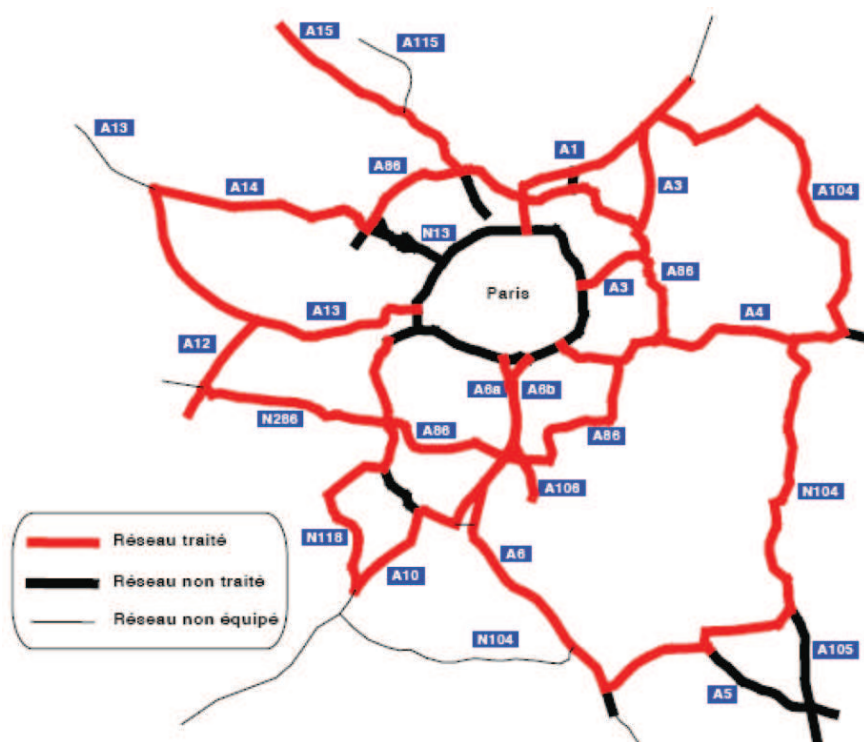 A15
A115
A13
A1
A86
A14
A3
A104
N13
A86
Paris
A3
A13
A4
A12
A6a
A6b
N286
A86
A86
A106
N104
N118
A6
A10
N104
A105
A5
Réseau traité
Réseau non traité
Réseau non équipé